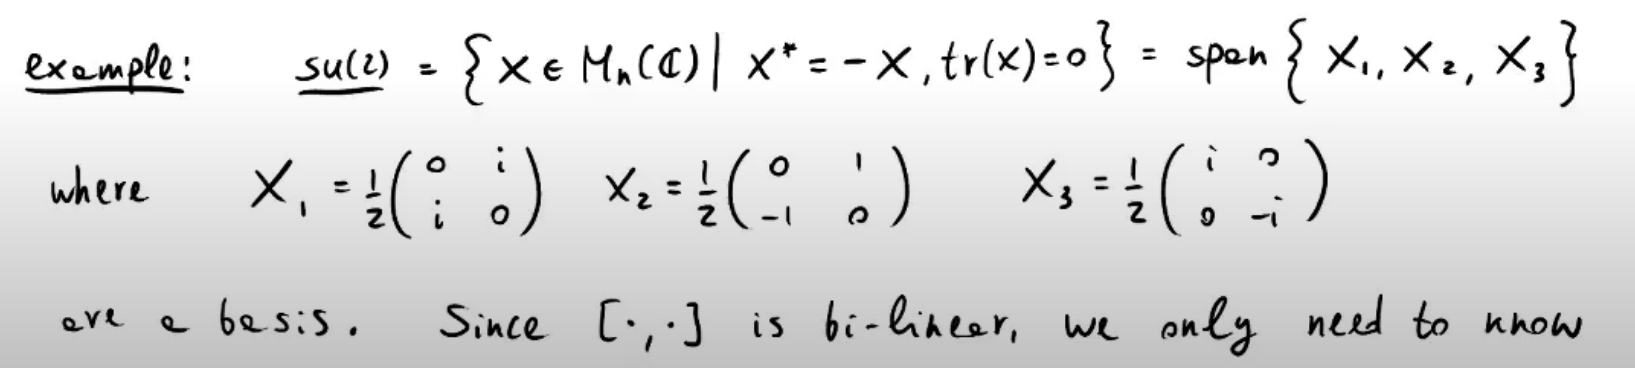 example: su(2) = { X ∈ Mₙ(ℂ) | X* = -X, tr(X)=0 } = span { X₁, X₂, X₃ }
where X₁ = 1/2 ( 0 i ; i 0 ) X₂ = 1/2 ( 0 1 ; -1 0 ) X₃ = 1/2 ( i 0 ; 0 -i )
are a basis. Since [·,·] is bi-linear, we only need to know